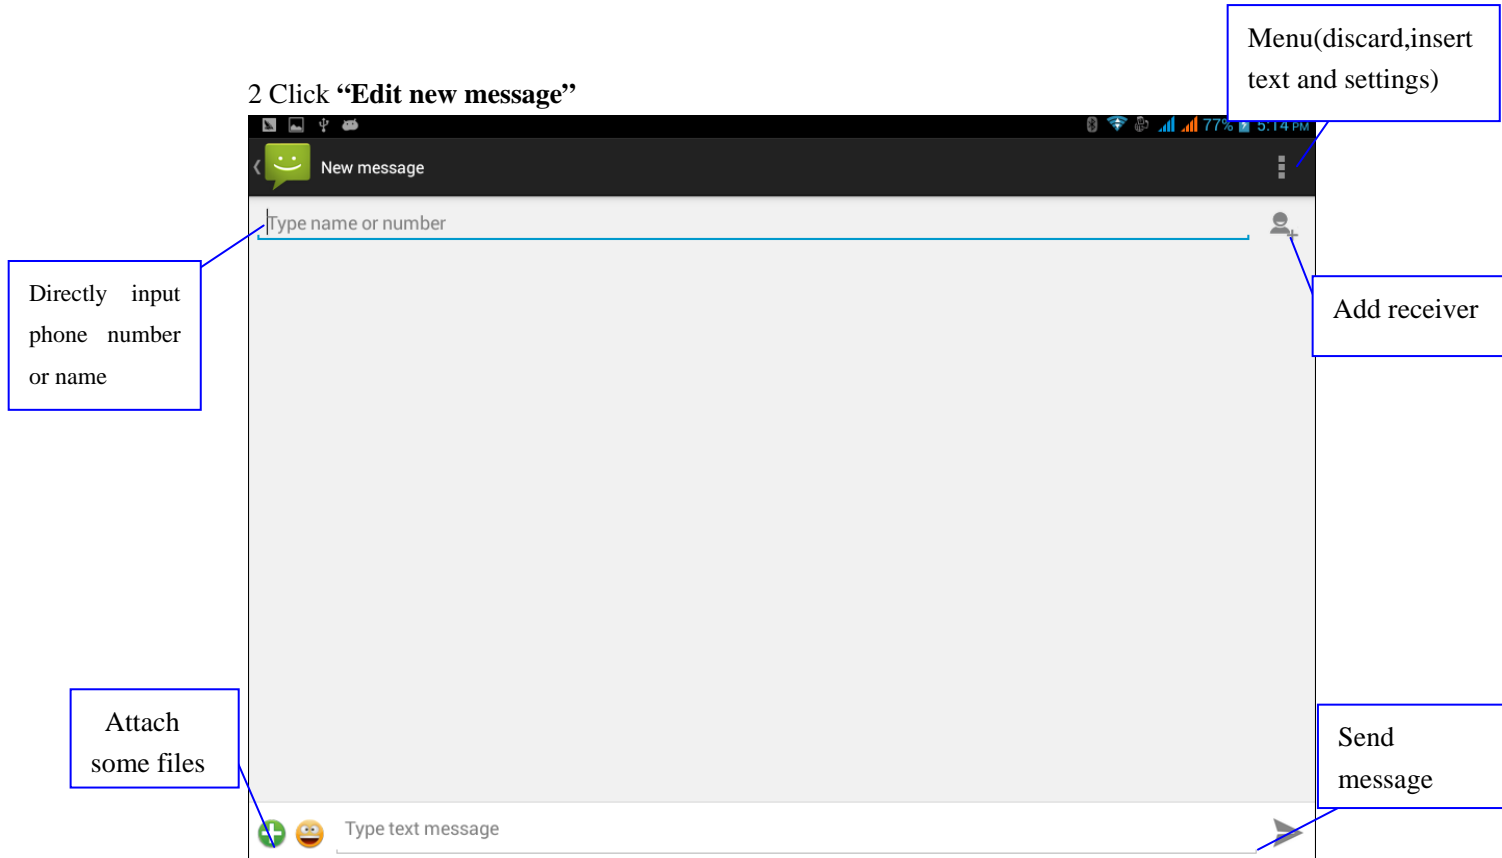 Menu(discard,insert
text and settings)
2 Click “Edit new message”
77%
5:14 PM
New message
Type name or number
Directly input
phone number
or name
Add receiver
Attach
some files
Send
message
Type text message